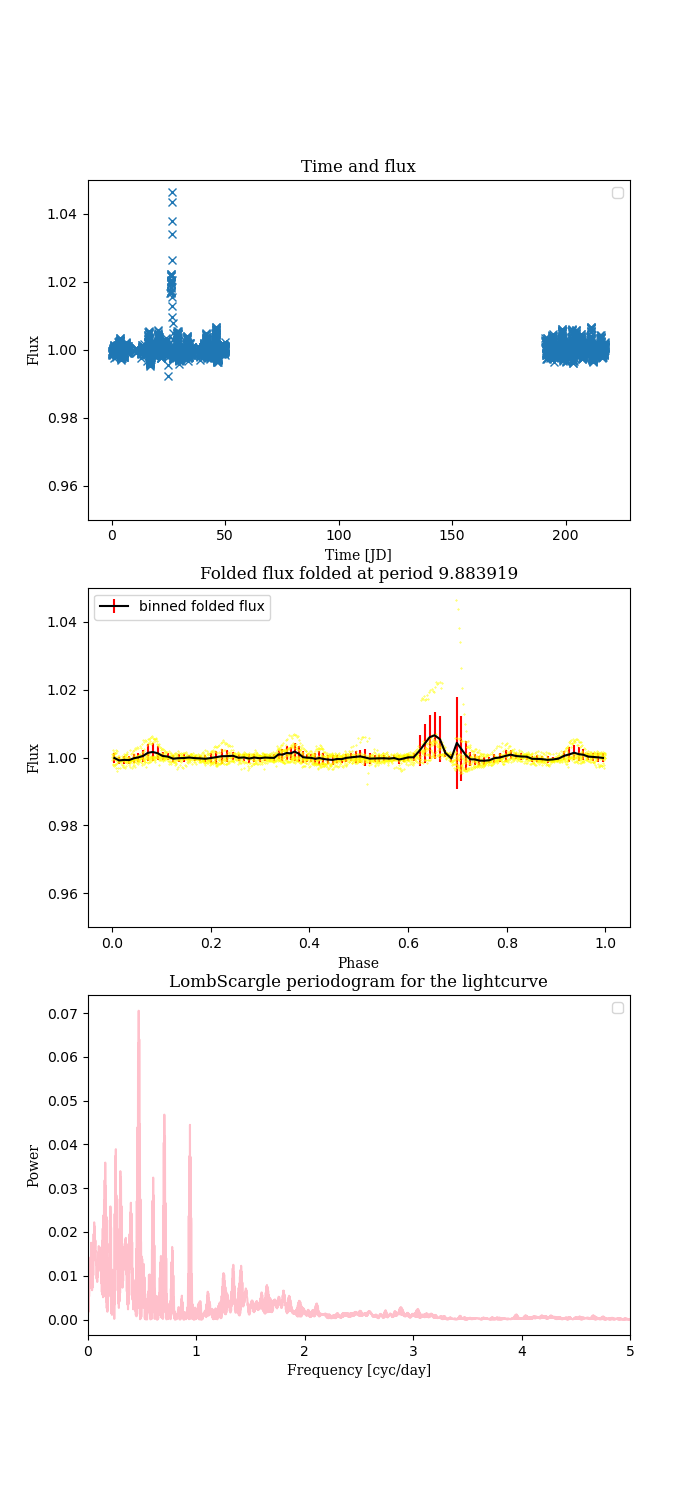 Time and flux
1.04
1.02
1.00
0.98
0.96
Flux
0 50 100 150 200
Time [JD]
Folded flux folded at period 9.883919
binned folded flux
1.04
1.02
1.00
0.98
0.96
Flux
0.0 0.2 0.4 0.6 0.8 1.0
Phase
LombScargle periodogram for the lightcurve
0.07
0.06
0.05
0.04
0.03
0.02
0.01
0.00
Power
0 1 2 3 4 5
Frequency [cyc/day]